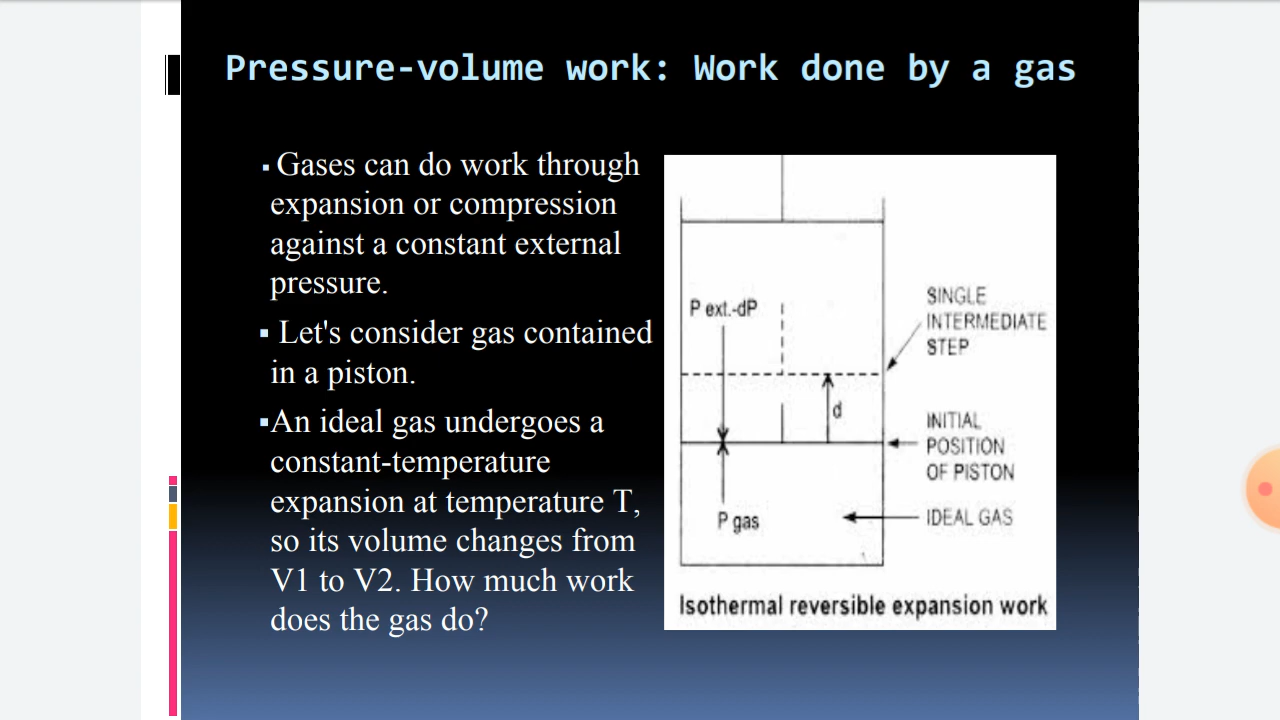 Pressure-volume work: Work done by a gas
▪ Gases can do work through
expansion or compression
against a constant external
pressure.
▪ Let's consider gas contained
in a piston.
▪An ideal gas undergoes a
constant-temperature
expansion at temperature T,
so its volume changes from
V1 to V2. How much work
does the gas do?
P ext.-dP
SINGLE
INTERMEDIATE
STEP
d
INITIAL
POSITION
OF PISTON
P gas
IDEAL GAS
Isothermal reversible expansion work